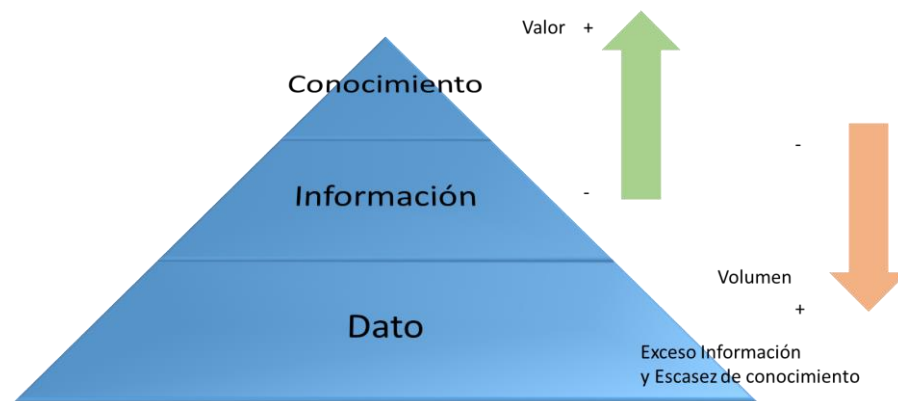 Valor +
Conocimiento
-
Información
-
Volumen
+
Dato
Exceso Información
y Escasez de conocimiento